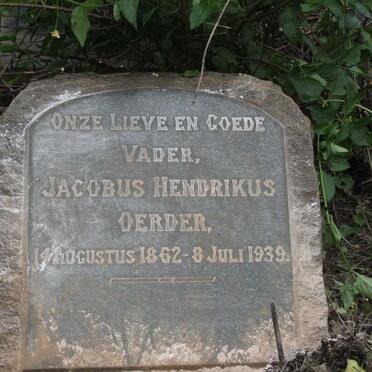 ONZE LIEVE EN GOEDE
VADER,
JACOBUS HENDRIKUS
OERDER,
AUGUSTUS 1862 - 8 JULI 1939.